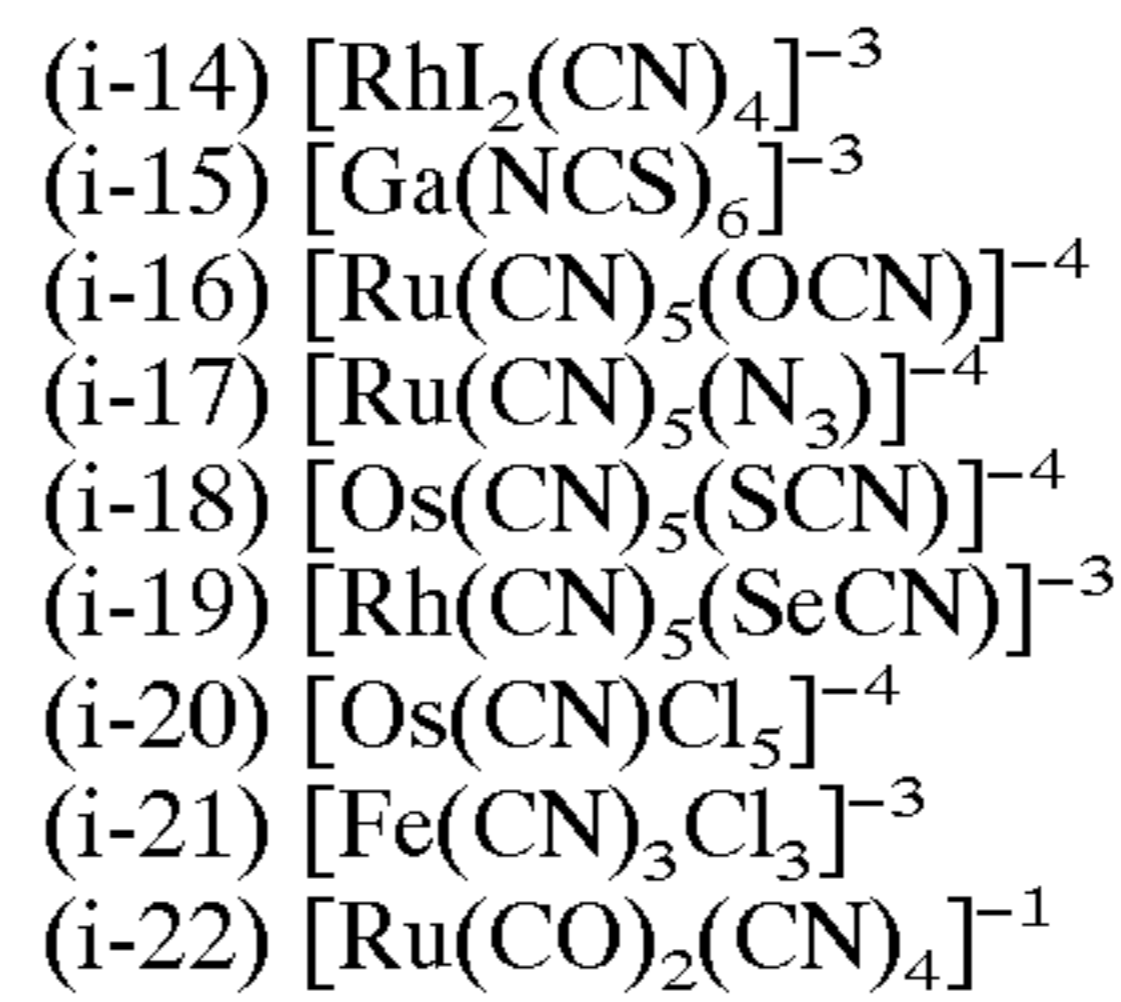 (i-14) [RhI₂(CN)₄]⁻³
(i-15) [Ga(NCS)₆]⁻³
(i-16) [Ru(CN)₅(OCN)]⁻⁴
(i-17) [Ru(CN)₅(N₃)]⁻⁴
(i-18) [Os(CN)₅(SCN)]⁻⁴
(i-19) [Rh(CN)₅(SeCN)]⁻³
(i-20) [Os(CN)Cl₅]⁻⁴
(i-21) [Fe(CN)₃Cl₃]⁻³
(i-22) [Ru(CO)₂(CN)₄]⁻¹